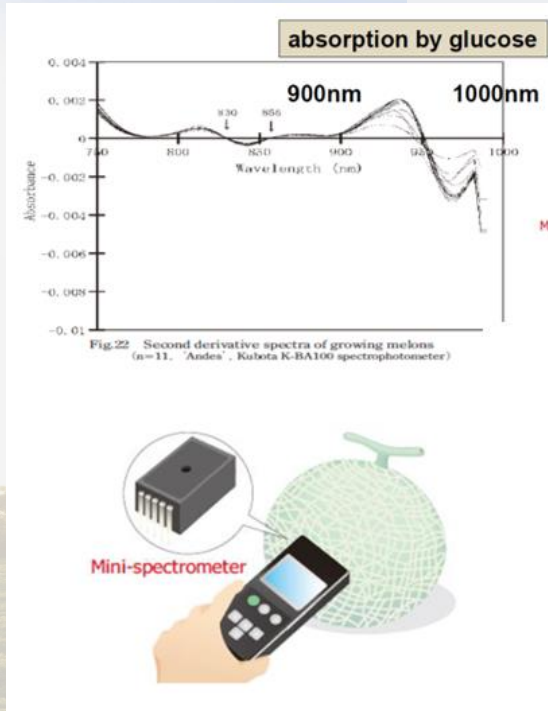 absorption by glucose
0.004
0.002
0
-0.002
-0.004
-0.006
-0.008
-0.01
Absorbance
900nm
1000nm
830
856
750
800
850
900
950
1000
Wavelength (nm)
M
Fig.22 Second derivative spectra of growing melons
(n=11, 'Andes', Kubota K-BA100 spectrophotometer)
Mini-spectrometer